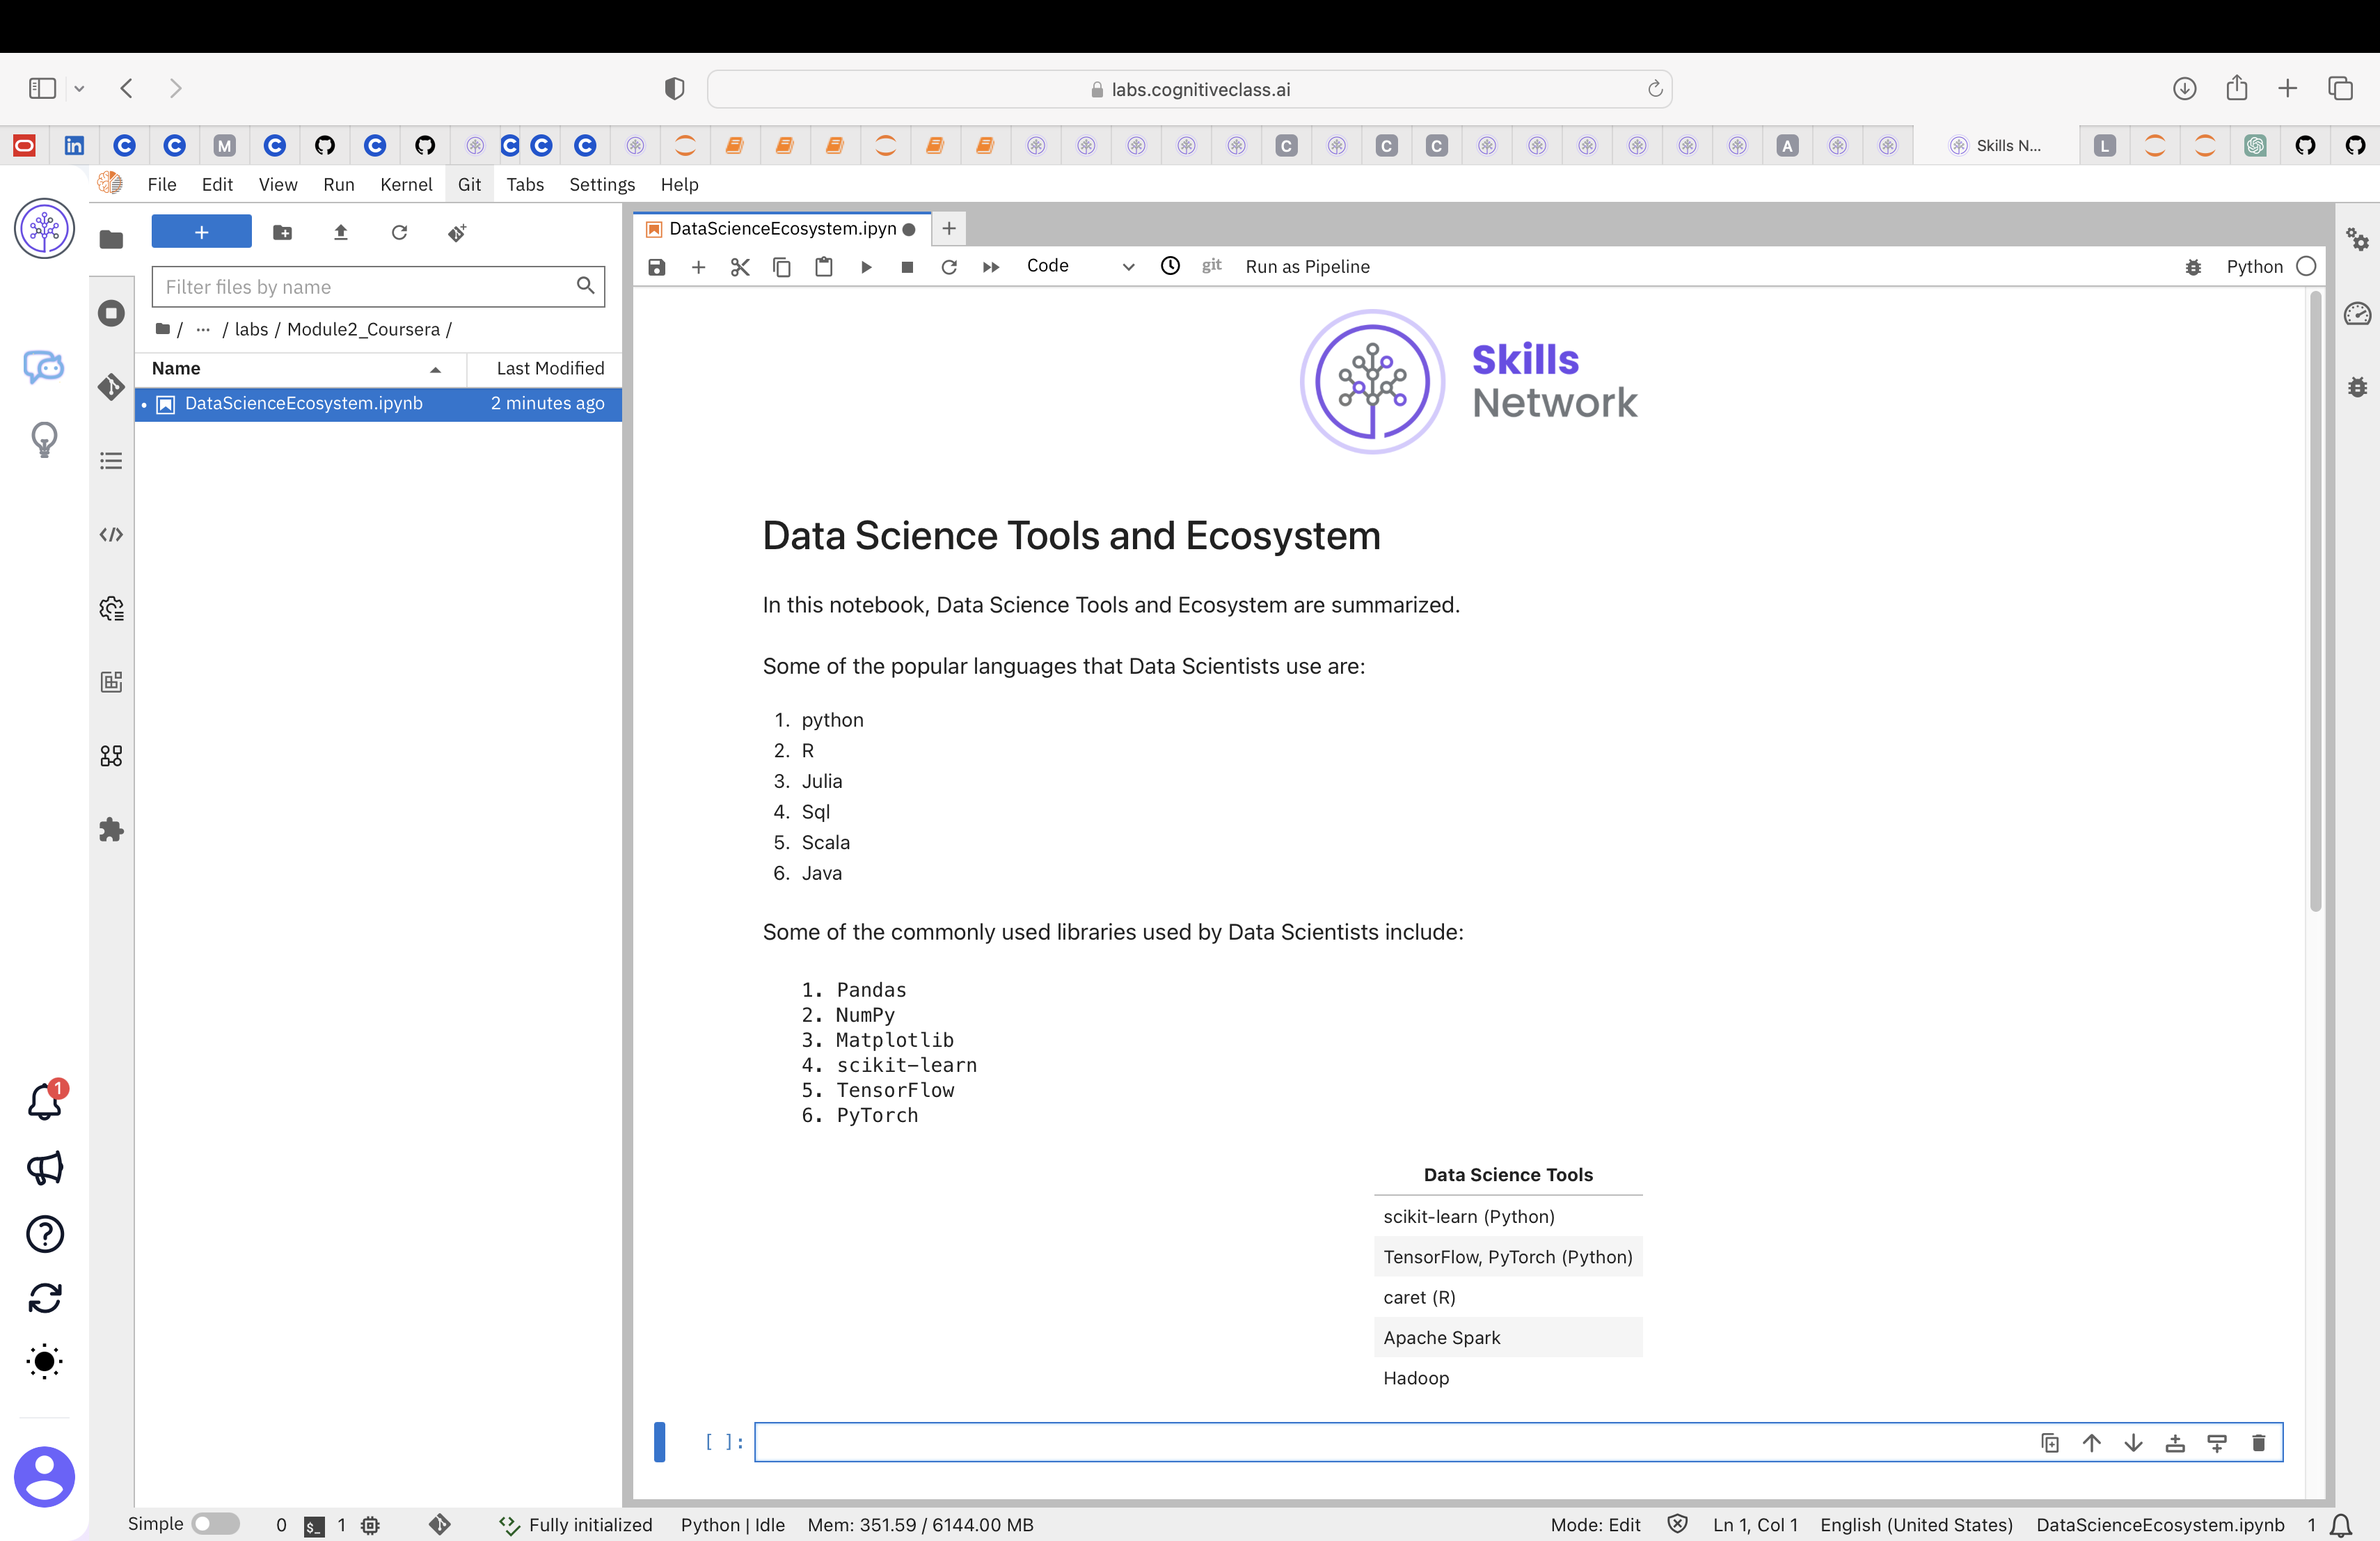 labs.cognitiveclass.ai
M C C C A Skills N... L
File Edit View Run Kernel Git Tabs Settings Help
DataScienceEcosystem.ipyn
Filter files by name
Code git Run as Pipeline Python
/ ... / labs / Module2_Coursera /
Name Last Modified
DataScienceEcosystem.ipynb 2 minutes ago
Skills
Network
Data Science Tools and Ecosystem
In this notebook, Data Science Tools and Ecosystem are summarized.
Some of the popular languages that Data Scientists use are:
1. python
2. R
3. Julia
4. Sql
5. Scala
6. Java
Some of the commonly used libraries used by Data Scientists include:
1. Pandas
2. NumPy
3. Matplotlib
4. scikit-learn
5. TensorFlow
6. PyTorch
1
Data Science Tools
scikit-learn (Python)
TensorFlow, PyTorch (Python)
caret (R)
Apache Spark
Hadoop
[ ]:
Simple 0 $_ 1 Fully initialized Python | Idle Mem: 351.59 / 6144.00 MB Mode: Edit Ln 1, Col 1 English (United States) DataScienceEcosystem.ipynb 1